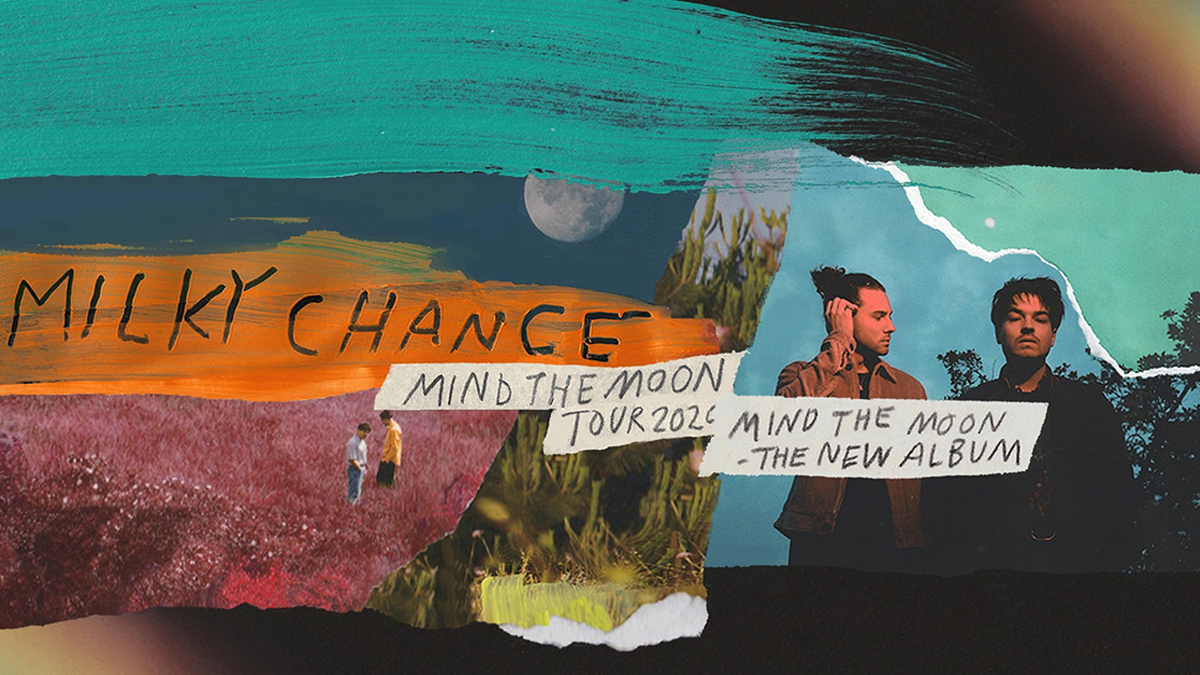 MILKY CHANCE
MIND THE MOON
TOUR 2020
MIND THE MOON
-THE NEW ALBUM